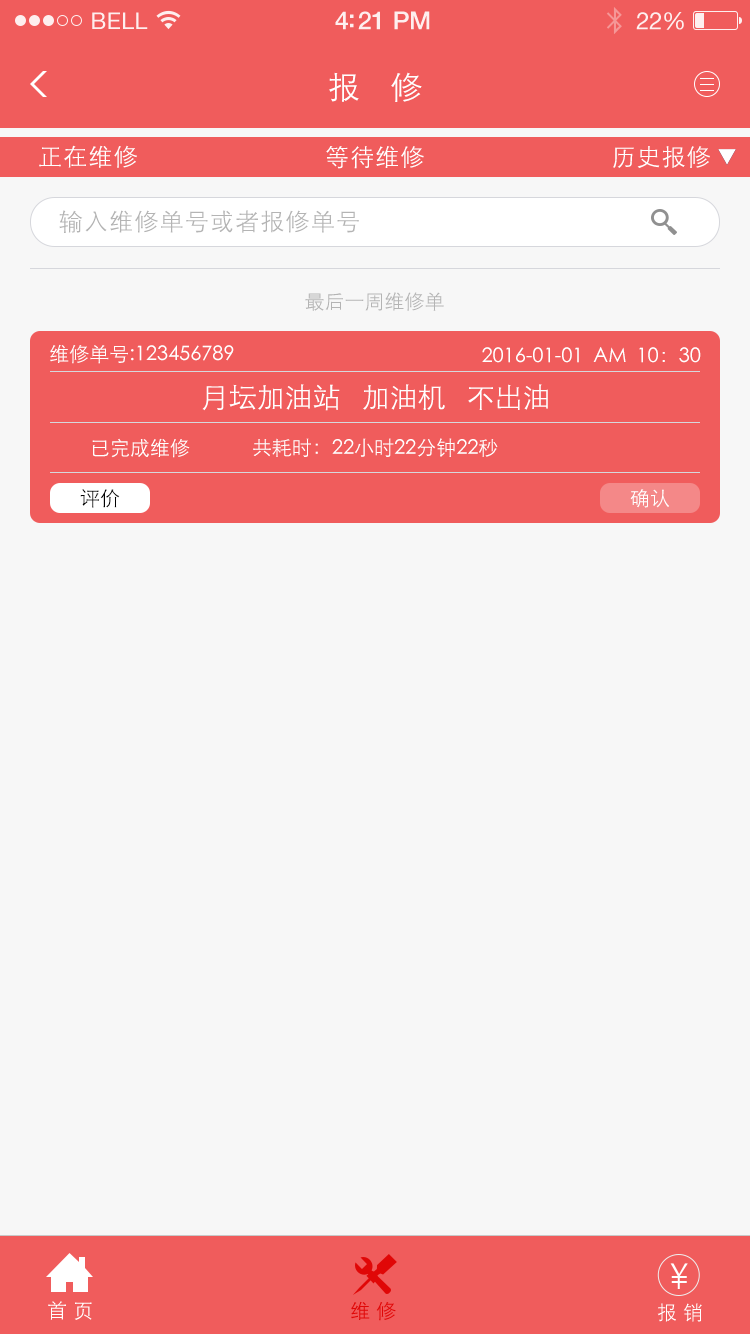 BELL 4:21 PM 22%
报 修
正在维修 等待维修 历史报修
输入维修单号或者报修单号
最后一周维修单
维修单号:123456789 2016-01-01 AM 10：30
月坛加油站 加油机 不出油
已完成维修 共耗时：22小时22分钟22秒
评价 确认
首页 维修 报销